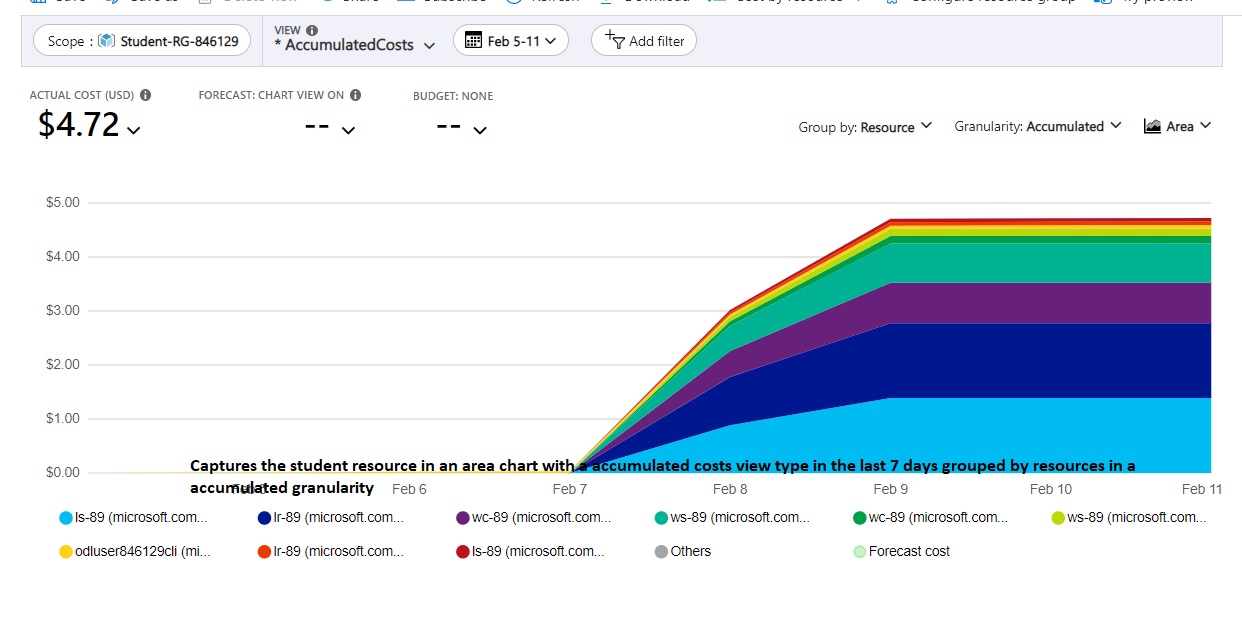 Scope : Student-RG-846129
VIEW
* AccumulatedCosts
Feb 5-11
Add filter
ACTUAL COST (USD)
FORECAST: CHART VIEW ON
BUDGET: NONE
$4.72
--
--
Group by: Resource
Granularity: Accumulated
Area
$5.00
$4.00
$3.00
$2.00
$1.00
$0.00
Captures the student resource in an area chart with a accumulated costs view type in the last 7 days grouped by resources in a
accumulated granularity
Feb 6
Feb 7
Feb 8
Feb 9
Feb 10
Feb 11
ls-89 (microsoft.com...
lr-89 (microsoft.com...
wc-89 (microsoft.com...
ws-89 (microsoft.com...
wc-89 (microsoft.com...
ws-89 (microsoft.com...
odluser846129cli (mi...
lr-89 (microsoft.com...
ls-89 (microsoft.com...
Others
Forecast cost